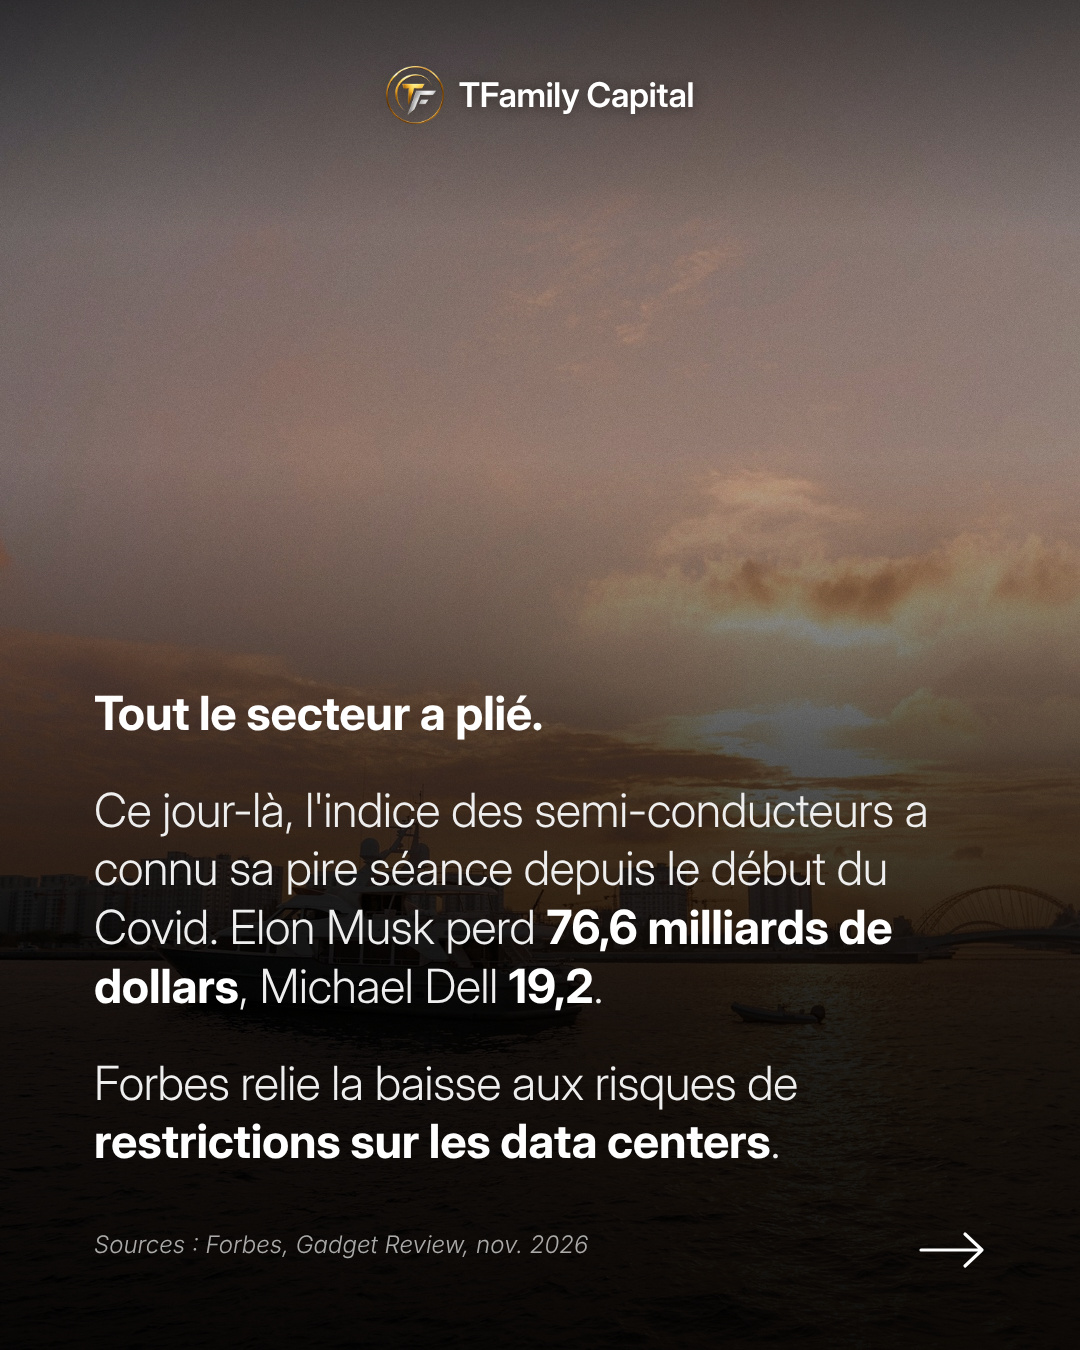 TF TFamily Capital
Tout le secteur a plié.
Ce jour-là, l'indice des semi-conducteurs a
connu sa pire séance depuis le début du
Covid. Elon Musk perd 76,6 milliards de
dollars, Michael Dell 19,2.
Forbes relie la baisse aux risques de
restrictions sur les data centers.
Sources : Forbes, Gadget Review, nov. 2026